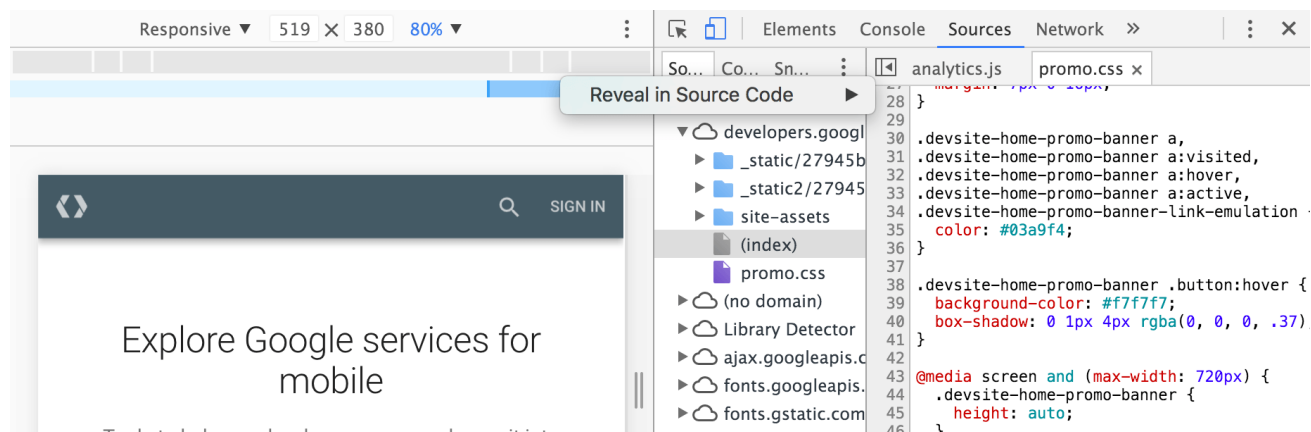 Responsive ▼ 519 × 380 80% ▼
Elements Console Sources Network »
So... Co... Sn...
analytics.js promo.css ×
Reveal in Source Code ▶
developers.googl
_static/27945b
_static2/27945
site-assets
(index)
promo.css
(no domain)
Library Detector
ajax.googleapis.c
fonts.googleapis.
fonts.gstatic.com
SIGN IN
Explore Google services for
mobile
28 }
29
30 .devsite-home-promo-banner a,
31 .devsite-home-promo-banner a:visited,
32 .devsite-home-promo-banner a:hover,
33 .devsite-home-promo-banner a:active,
34 .devsite-home-promo-banner-link-emulation {
35 color: #03a9f4;
36 }
37
38 .devsite-home-promo-banner .button:hover {
39 background-color: #f7f7f7;
40 box-shadow: 0 1px 4px rgba(0, 0, 0, .37)
41 }
42
43 @media screen and (max-width: 720px) {
44 .devsite-home-promo-banner {
45 height: auto;
46 }